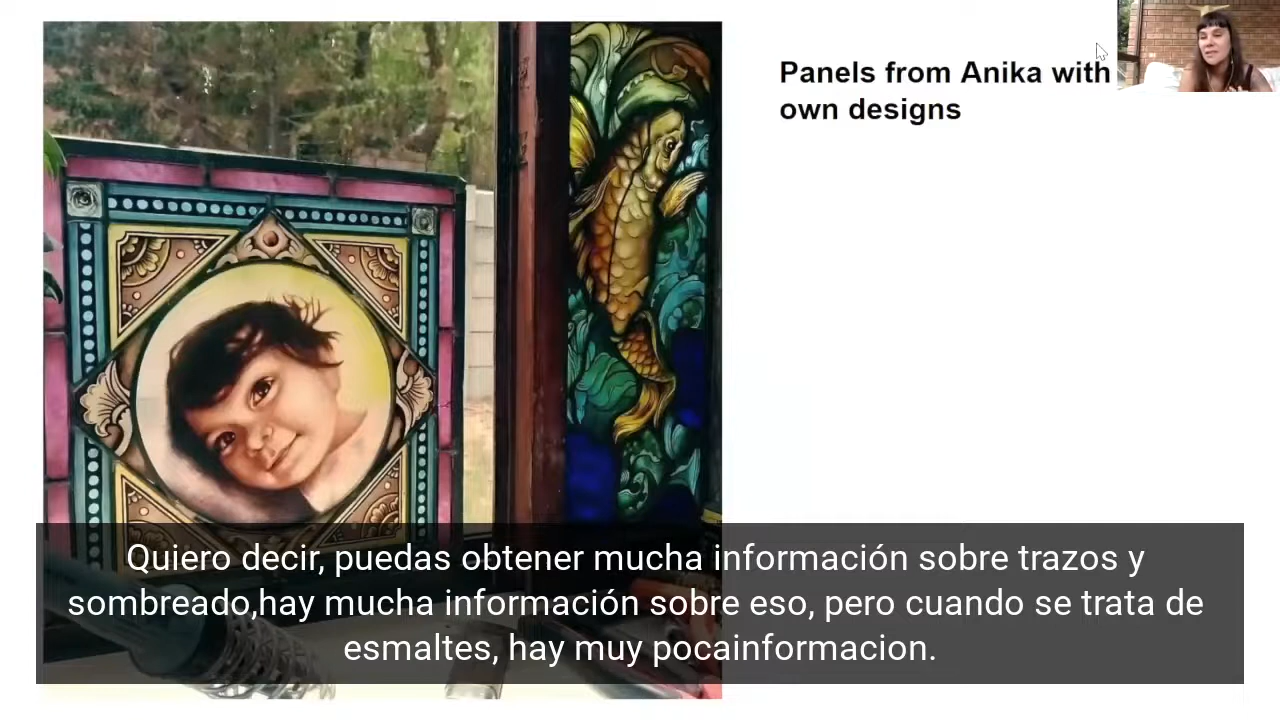 Panels from Anika with
own designs
Quiero decir, puedas obtener mucha información sobre trazos y
sombreado,hay mucha información sobre eso, pero cuando se trata de
esmaltes, hay muy pocainformacion.